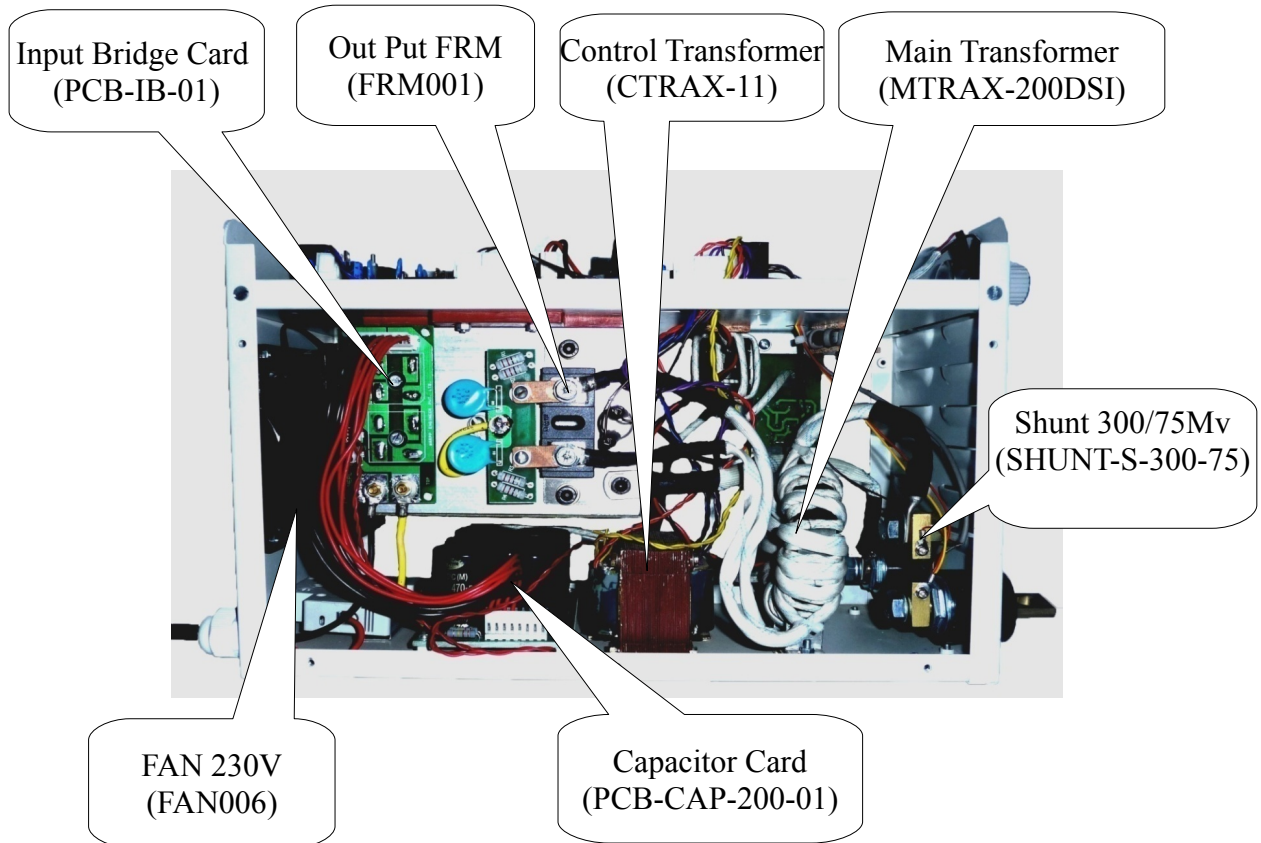 Input Bridge Card
(PCB-IB-01)
Out Put FRM
(FRM001)
Control Transformer
(CTRAX-11)
Main Transformer
(MTRAX-200DSI)
Shunt 300/75Mv
(SHUNT-S-300-75)
FAN 230V
(FAN006)
Capacitor Card
(PCB-CAP-200-01)